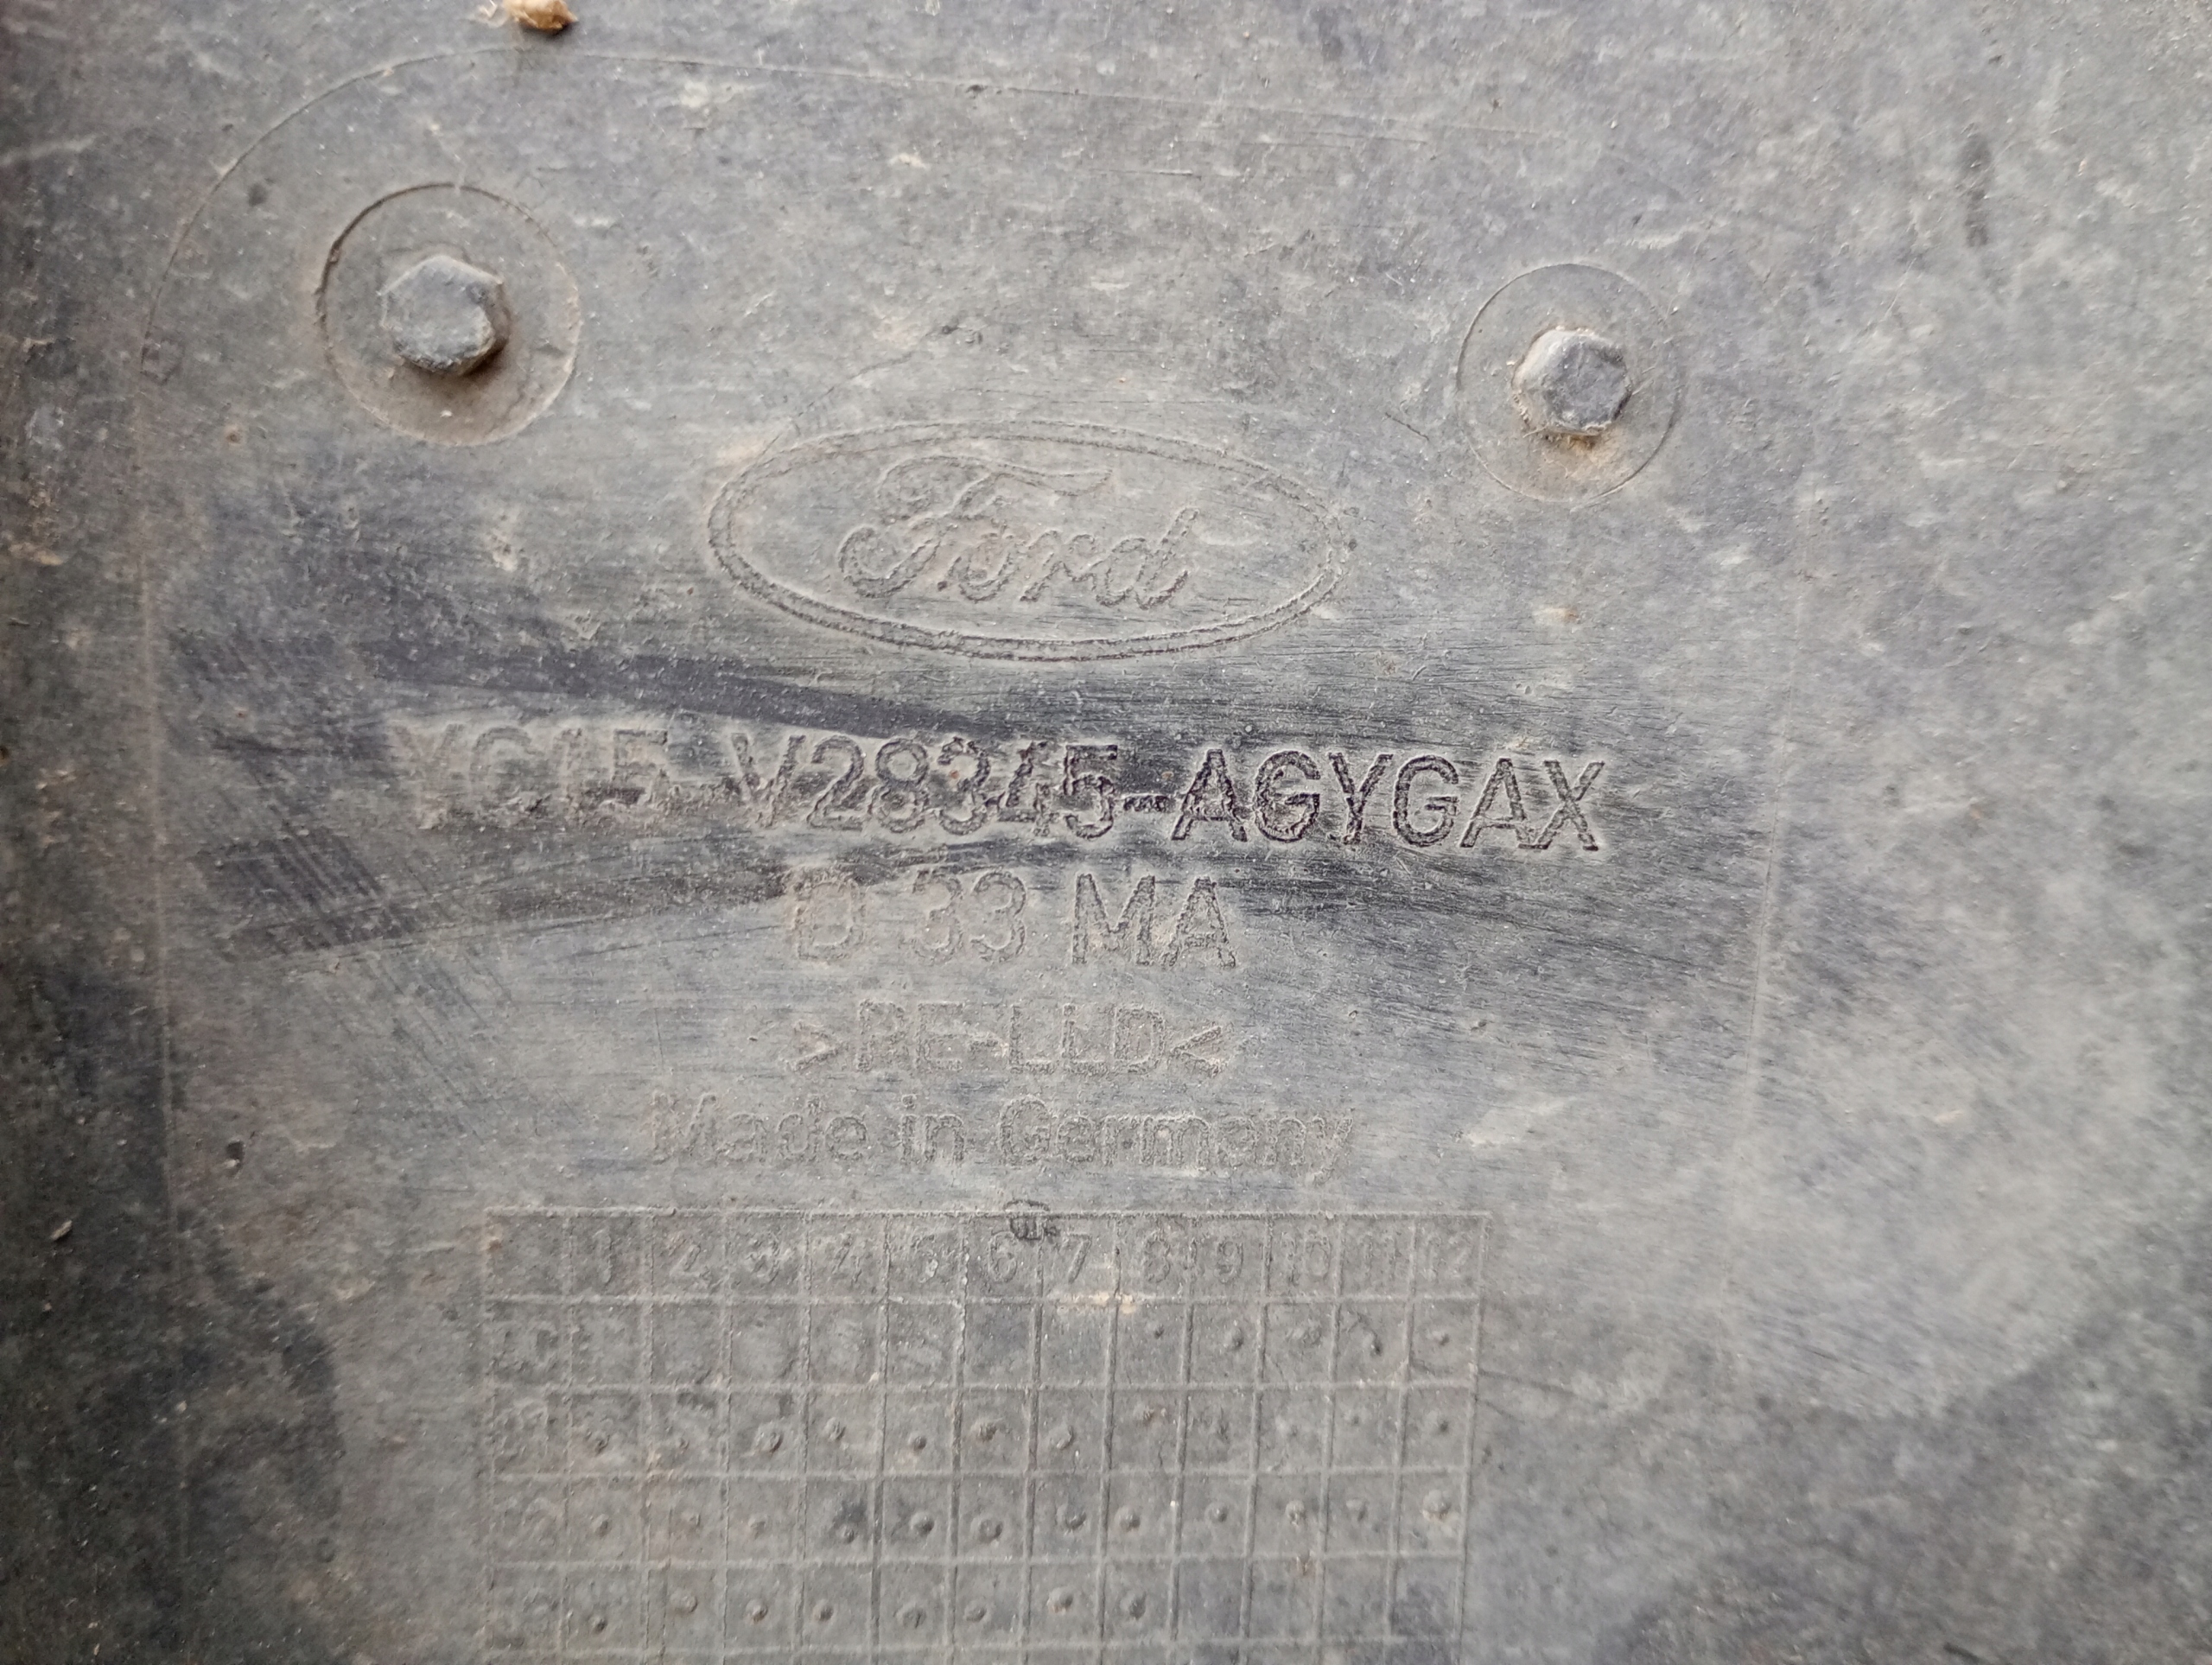 Ford
YC15-V28345-AGYGAX
D 33 MA
>PE-LLD<
Made in Germany
1 2 3 4 5 6 7 8 9 10 11 12